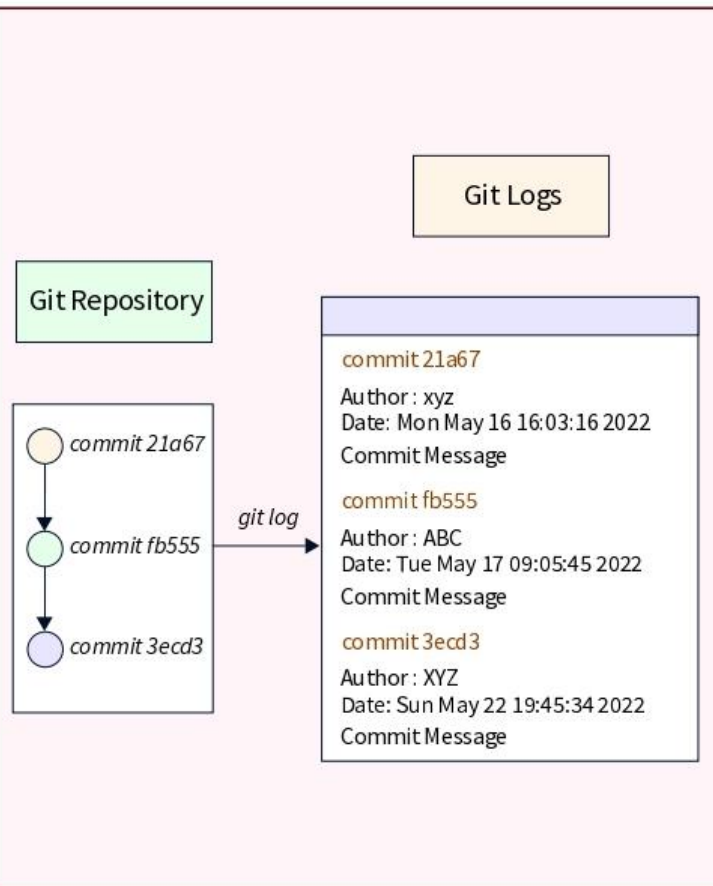 Git Logs
Git Repository
commit 21a67
commit fb555
commit 3ecd3
git log
commit 21a67
Author : xyz
Date: Mon May 16 16:03:16 2022
Commit Message
commit fb555
Author : ABC
Date: Tue May 17 09:05:45 2022
Commit Message
commit 3ecd3
Author : XYZ
Date: Sun May 22 19:45:34 2022
Commit Message